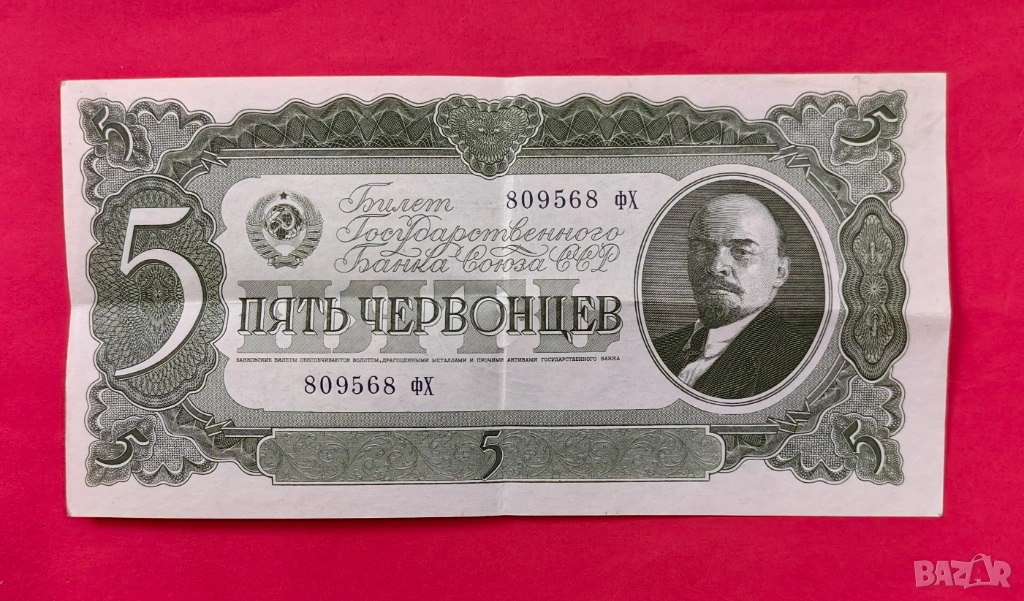 5 5
Билет 809568 фХ
Государственного
Банка Союза ССР
5
ПЯТЬ
ПЯТЬ ЧЕРВОНЦЕВ
БАНКОВСКИЕ БИЛЕТЫ ОБЕСПЕЧИВАЮТСЯ ЗОЛОТОМ, ДРАГОЦЕННЫМИ МЕТАЛЛАМИ И ПРОЧИМИ АКТИВАМИ ГОСУДАРСТВЕННОГО БАНКА
809568 фХ
5 5 5
BAZAR